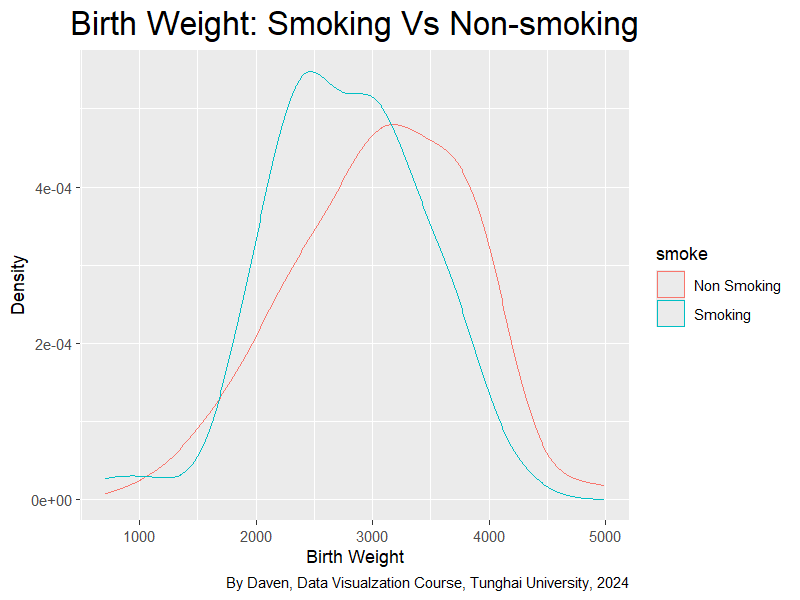 Birth Weight: Smoking Vs Non-smoking
Density
4e-04
2e-04
0e+00
1000 2000 3000 4000 5000
Birth Weight
smoke
Non Smoking
Smoking
By Daven, Data Visualzation Course, Tunghai University, 2024